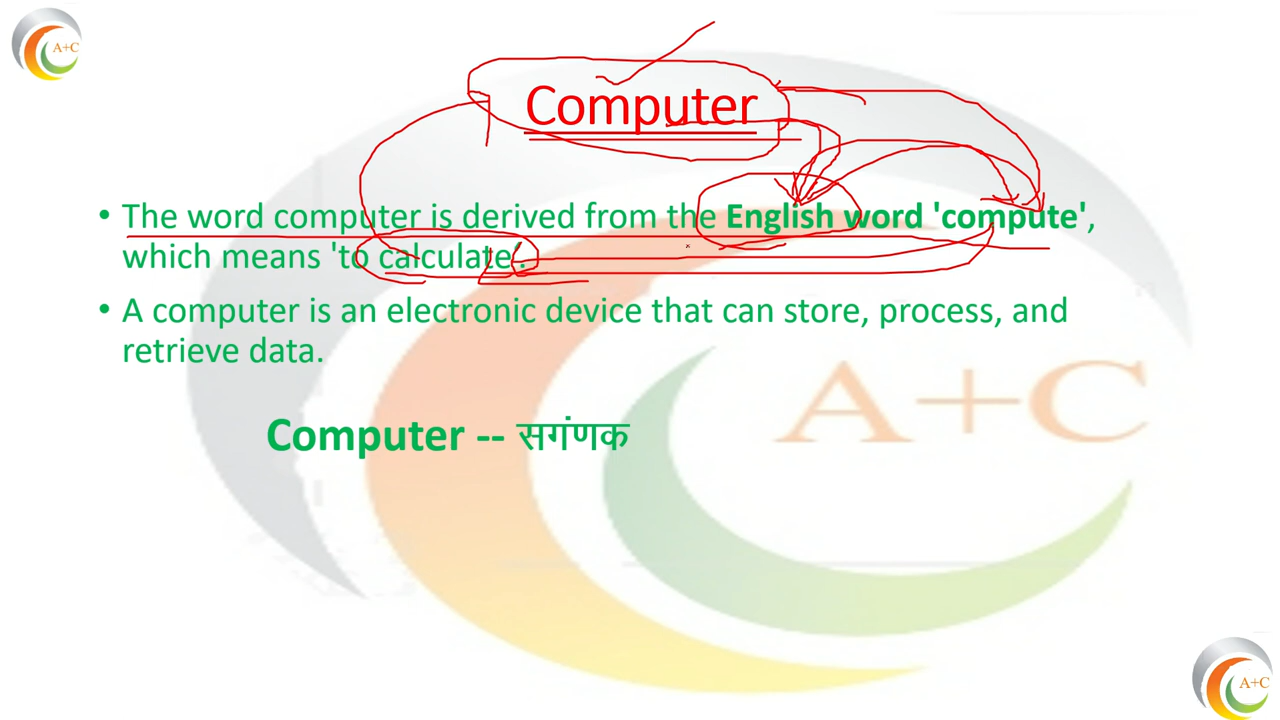 A+C
Computer
• The word computer is derived from the English word 'compute',
which means 'to calculate'.
• A computer is an electronic device that can store, process, and
retrieve data.
A+C
Computer -- सगंणक
A+C